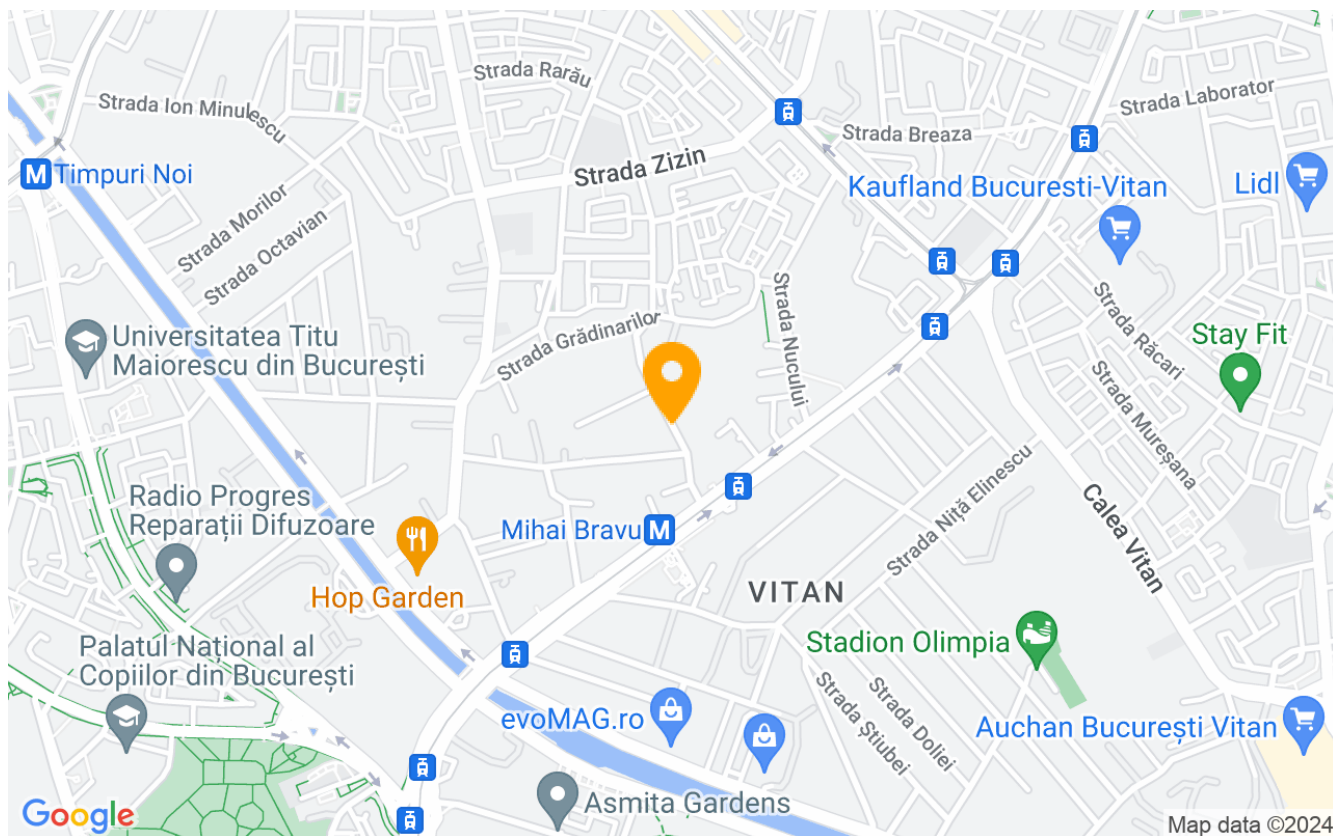 Strada Rarău
Strada Ion Minulescu
Strada Laborator
Strada Breaza
Strada Zizin
Timpuri Noi
Kaufland Bucuresti-Vitan
Lidl
Strada Morilor
Strada Octavian
Strada Nucului
Strada Răcari
Universitatea Titu
Maiorescu din București
Strada Grădinarilor
Stay Fit
Strada Mureșana
Radio Progres
Reparații Difuzoare
Strada Niță Elinescu
Calea Vitan
Mihai Bravu
M
M
Hop Garden
VITAN
Palatul Național al
Copiilor din București
Stadion Olimpia
Strada Știubei
Strada Doliei
evoMAG.ro
Auchan București Vitan
Asmita Gardens
Google
Map data ©2024